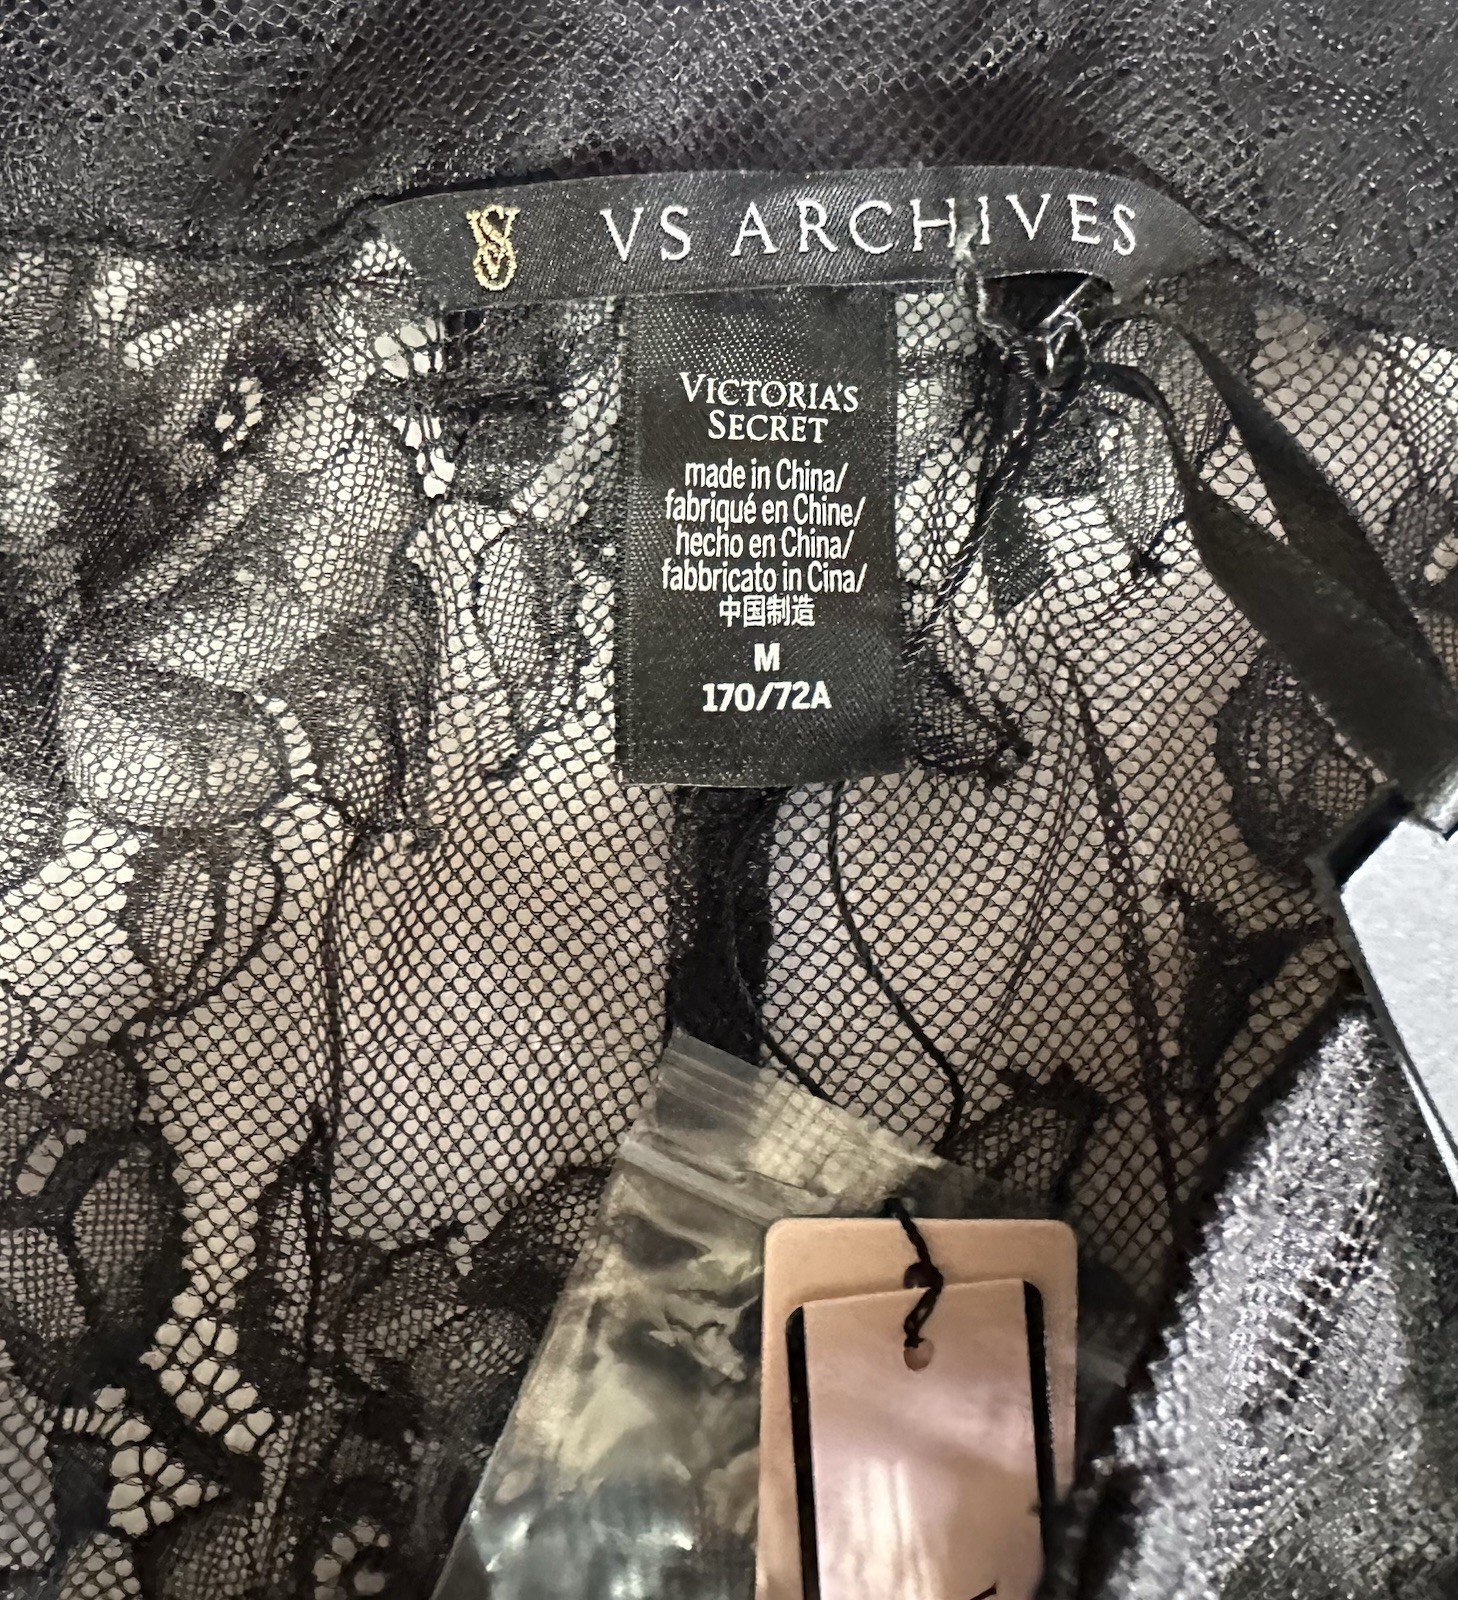 VS ARCHIVES
VICTORIA'S
SECRET
made in China/
fabriqué en Chine/
hecho en China/
fabbricato in Cina/
中国制造
M
170/72A